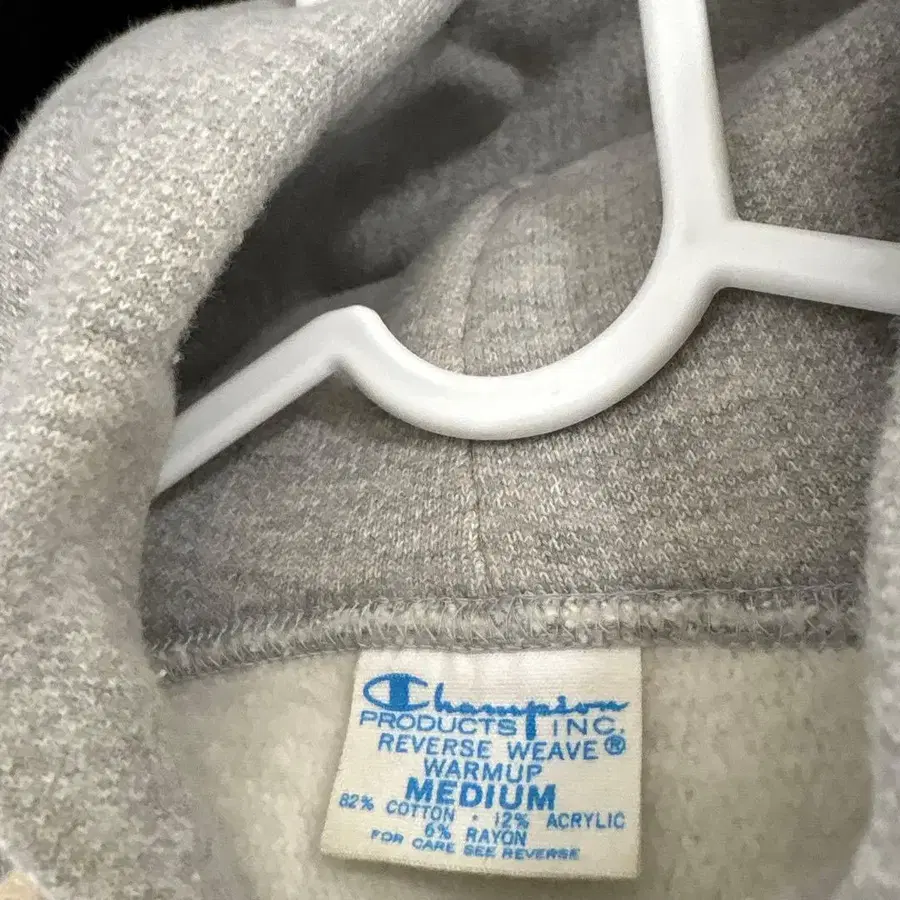 Champion
PRODUCTS INC.
REVERSE WEAVE®
WARMUP
MEDIUM
82% COTTON · 12% ACRYLIC
6% RAYON
FOR CARE SEE REVERSE